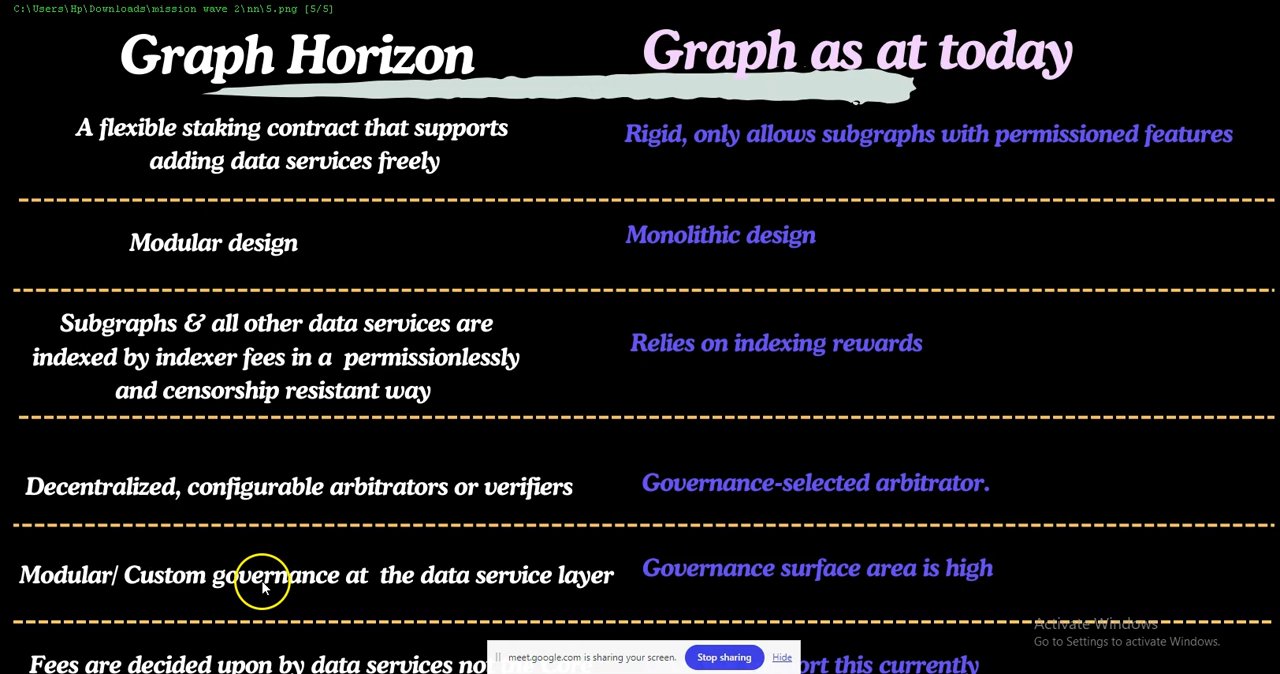 C:\Users\Hp\Downloads\mission wave 2\nn\5.png [5/5]
Graph Horizon
Graph as at today
A flexible staking contract that supports
adding data services freely
Rigid, only allows subgraphs with permissioned features
Modular design
Monolithic design
Subgraphs & all other data services are
indexed by indexer fees in a permissionlessly
and censorship resistant way
Relies on indexing rewards
Decentralized, configurable arbitrators or verifiers
Governance-selected arbitrator.
Modular/ Custom governance at the data service layer
Governance surface area is high
Activate Windows
Go to Settings to activate Windows.
Fees are decided upon by data services not
this currently
meet.google.com is sharing your screen.
Stop sharing
Hide